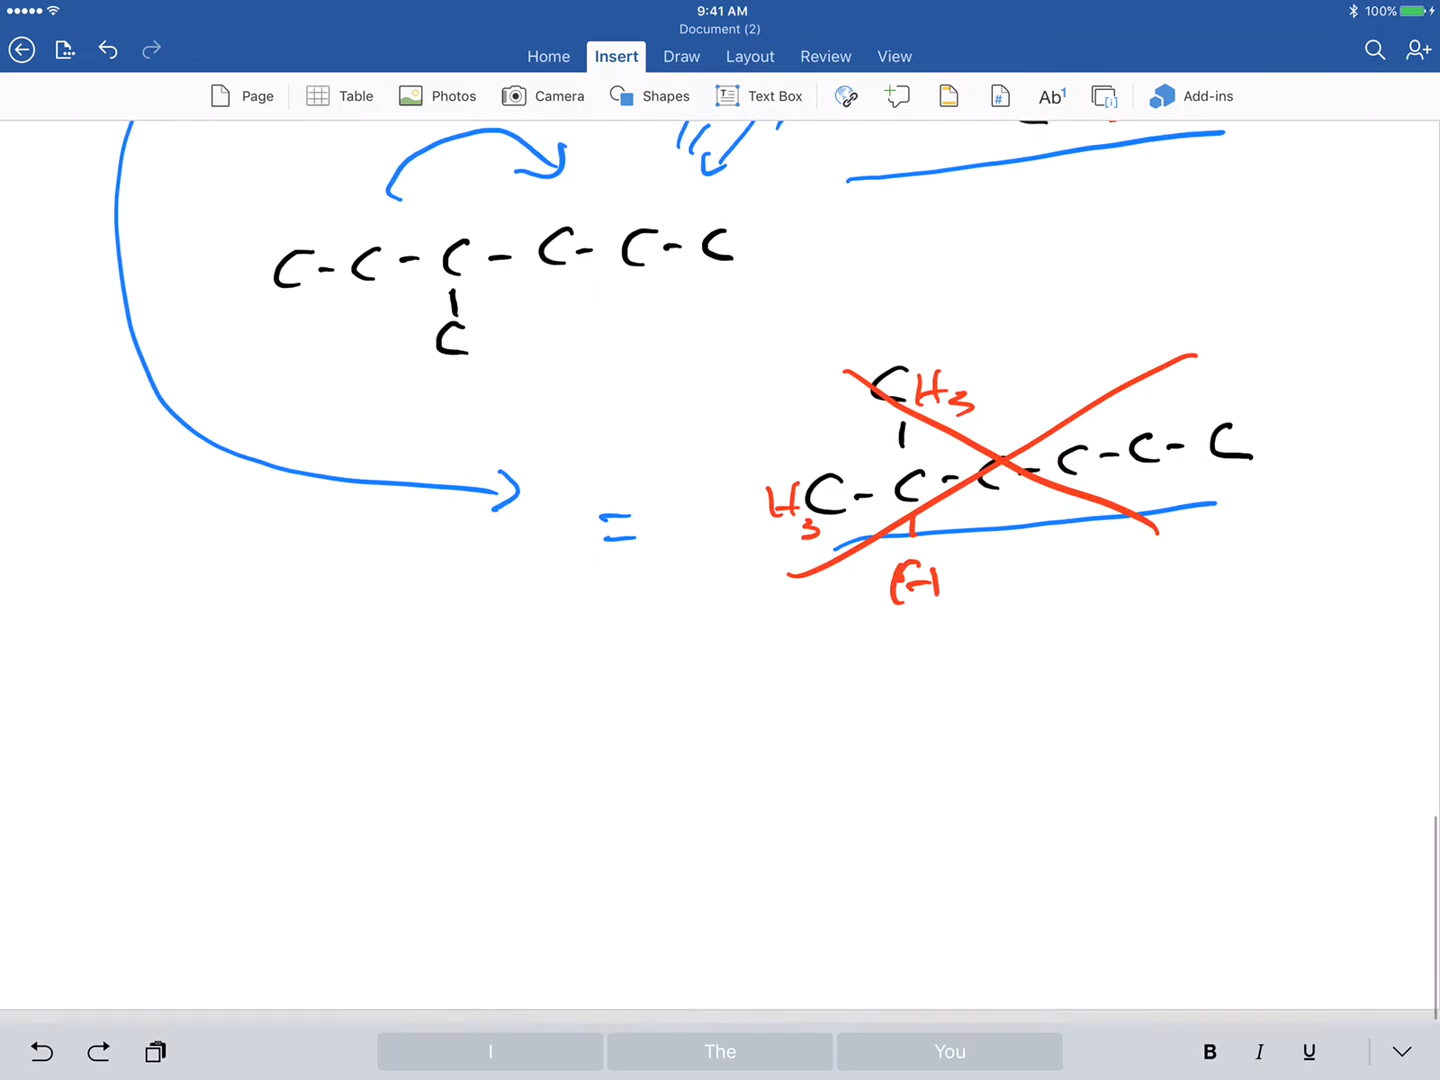 9:41 AM
100%
Document (2)
Home Insert Draw Layout Review View
Page Table Photos Camera Shapes Text Box # Ab¹ Add-ins
C - C - C - C - C - C
C
CH₃
H₃C - C - C - C - C - C
=
I The You
B I U